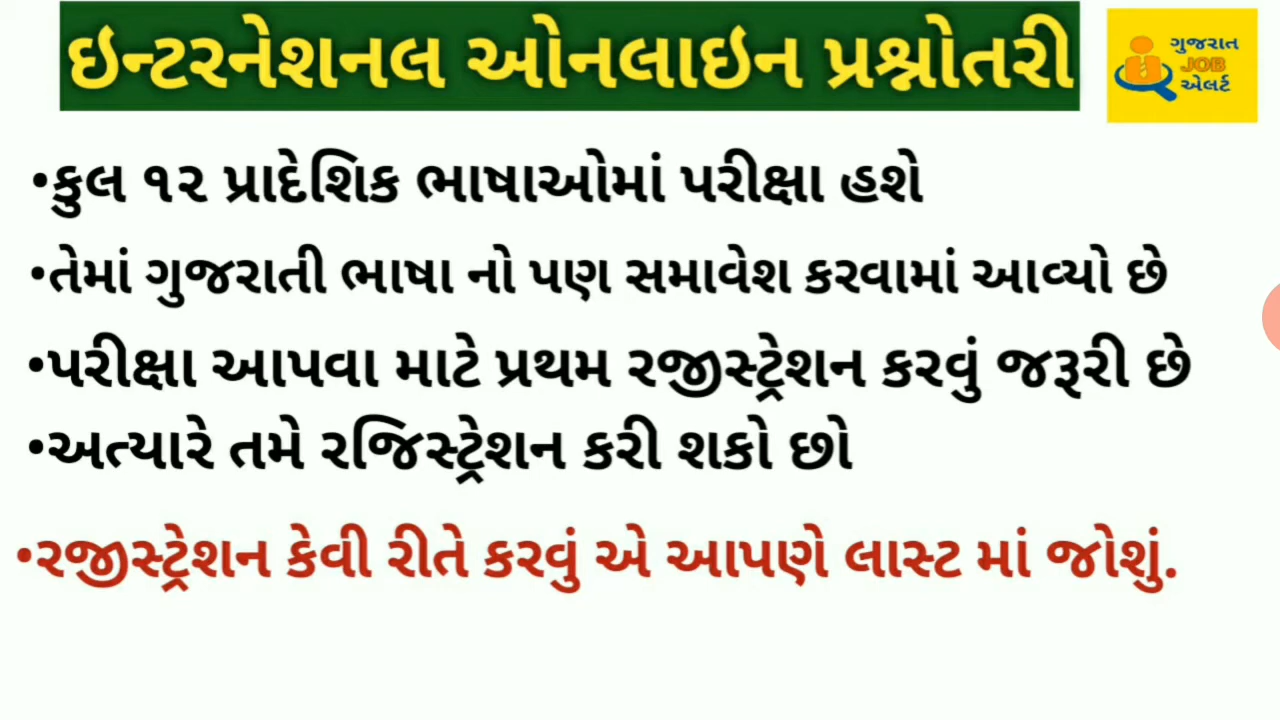 ઇન્ટરનેશનલ ઓનલાઇન પ્રશ્નોતરી
ગુજરાત
JOB
એલર્ટ
•કુલ ૧૨ પ્રાદેશિક ભાષાઓમાં પરીક્ષા હશે
•તેમાં ગુજરાતી ભાષા નો પણ સમાવેશ કરવામાં આવ્યો છે
•પરીક્ષા આપવા માટે પ્રથમ રજીસ્ટ્રેશન કરવું જરૂરી છે
•અત્યારે તમે રજિસ્ટ્રેશન કરી શકો છો
•રજીસ્ટ્રેશન કેવી રીતે કરવું એ આપણે લાસ્ટ માં જોશું.